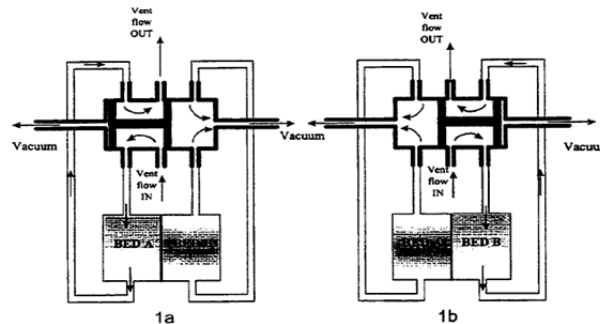 Vent
flow
OUT
Vacuum
Vacuum
Vent
flow
IN
BED A
1a
Vent
flow
OUT
Vacuum
Vacuu
Vent
flow
IN
BED B
1b